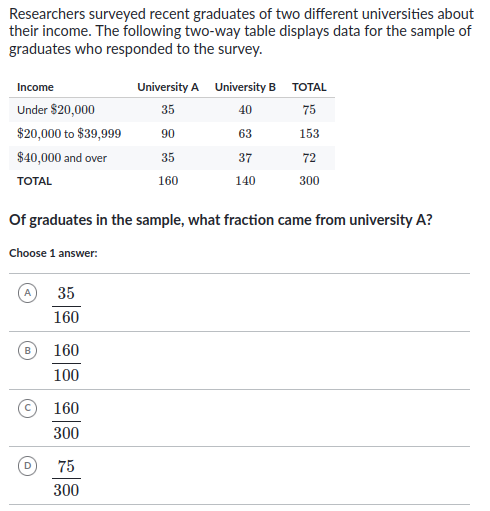 Researchers surveyed recent graduates of two different universities about
their income. The following two-way table displays data for the sample of
graduates who responded to the survey.
Income University A University B TOTAL
Under $20,000 35 40 75
$20,000 to $39,999 90 63 153
$40,000 and over 35 37 72
TOTAL 160 140 300
Of graduates in the sample, what fraction came from university A?
Choose 1 answer:
A 35
160
B 160
100
C 160
300
D 75
300